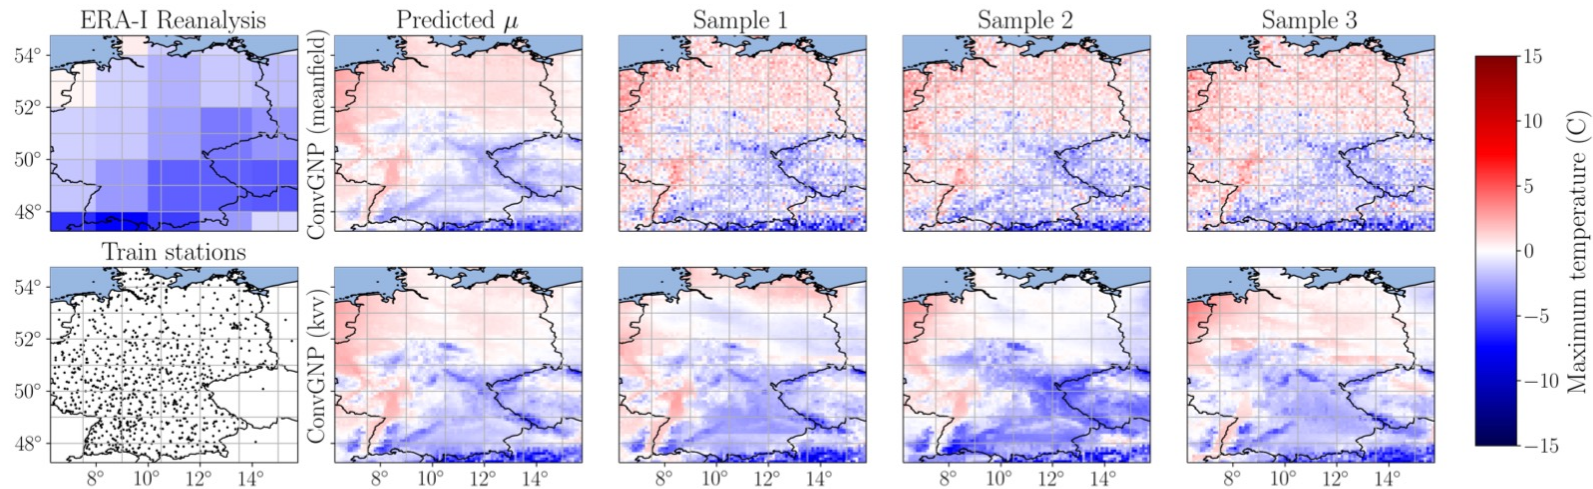 ERA-I Reanalysis
Predicted μ
Sample 1
Sample 2
Sample 3
54°
52°
50°
48°
ConvGNP (meanfield)
Train stations
54°
52°
50°
48°
ConvGNP (kvv)
8° 10° 12° 14°
8° 10° 12° 14°
8° 10° 12° 14°
8° 10° 12° 14°
8° 10° 12° 14°
15
10
5
0
−5
−10
−15
Maximum temperature (C)